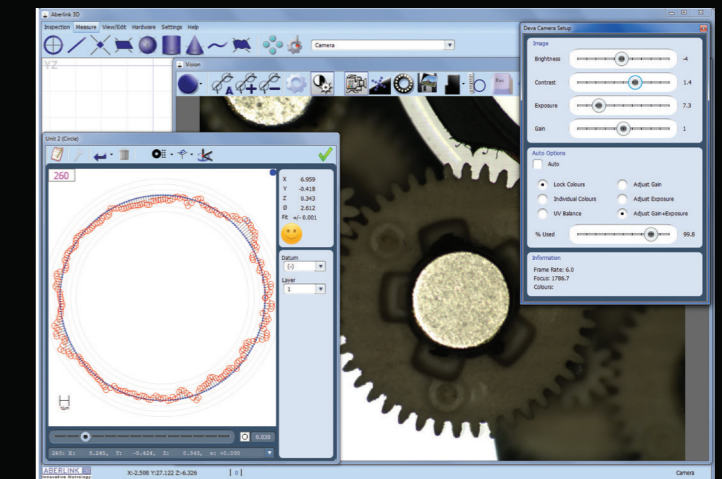 Aberlink 3D
Inspection Measure View/Edit Hardware Settings Help
Camera
YZ
Vision
Unit 2 (Circle)
260
X 6.959
Y -0.418
Z 0.343
Ø 2.612
Fit +/- 0.001
Datum
(-)
Layer
1
0.030
ABERLINK 3D
Innovative Metrology
X:-2.508 Y:27.122 Z:-6.326
Camera
Deva Camera Setup
Image
Brightness -4
Contrast 1.4
Exposure 7.3
Gain 1
Auto Options
Auto
Lock Colours Adjust Gain
Individual Colours Adjust Exposure
UV Balance Adjust Gain+Exposure
% Used 99.8
Information
Frame Rate: 6.0
Focus: 1786.7
Colours: